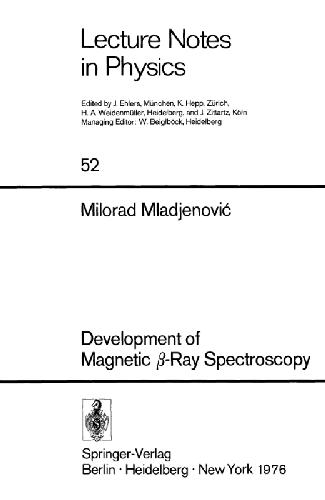 Lecture Notes
in Physics
Edited by J. Ehlers, München, K. Hepp, Zürich,
H. A. Weidenmüller, Heidelberg, and J. Zittartz, Köln
Managing Editor: W. Beiglböck, Heidelberg
52
Milorad Mladjenović
Development of
Magnetic β-Ray Spectroscopy
Springer-Verlag
Berlin · Heidelberg · New York 1976